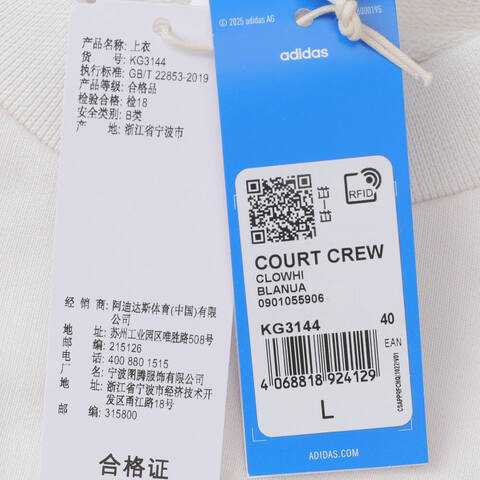 产品名称: 上衣
货 号: KG3144
执行标准: GB/T 22853-2019
产品等级: 合格品
检验合格: 检18
安全类别: B类
产 地: 浙江省宁波市
经 销 商: 阿迪达斯体育(中国)有限
公司
地 址: 苏州工业园区唯胜路508号
邮 编: 215126
电 话: 400 880 1515
厂 名: 宁波图腾服饰有限公司
地 址: 浙江省宁波市经济技术开
发区甬江路18号
邮 编: 315800
合格证
© 2025 adidas AG
adidas
扫一扫
RFID
COURT CREW
CLOWHI
BLANUA
0901055906
KG3144 40
EAN
4 068818 924129
L
ADIDAS.COM